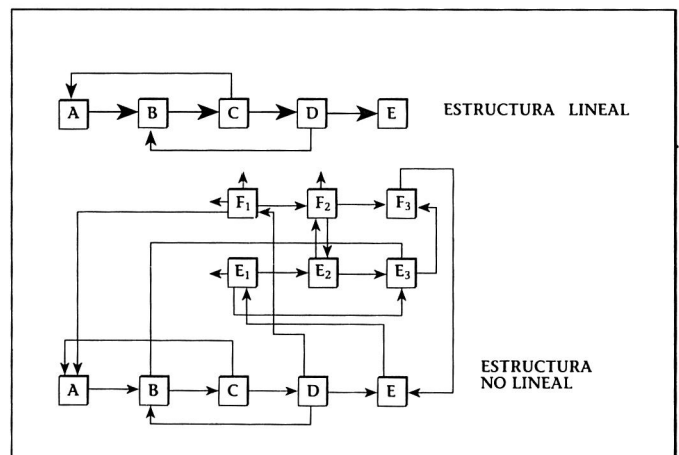 A B C D E ESTRUCTURA LINEAL
F₁ F₂ F₃
E₁ E₂ E₃
ESTRUCTURA
NO LINEAL
A B C D E